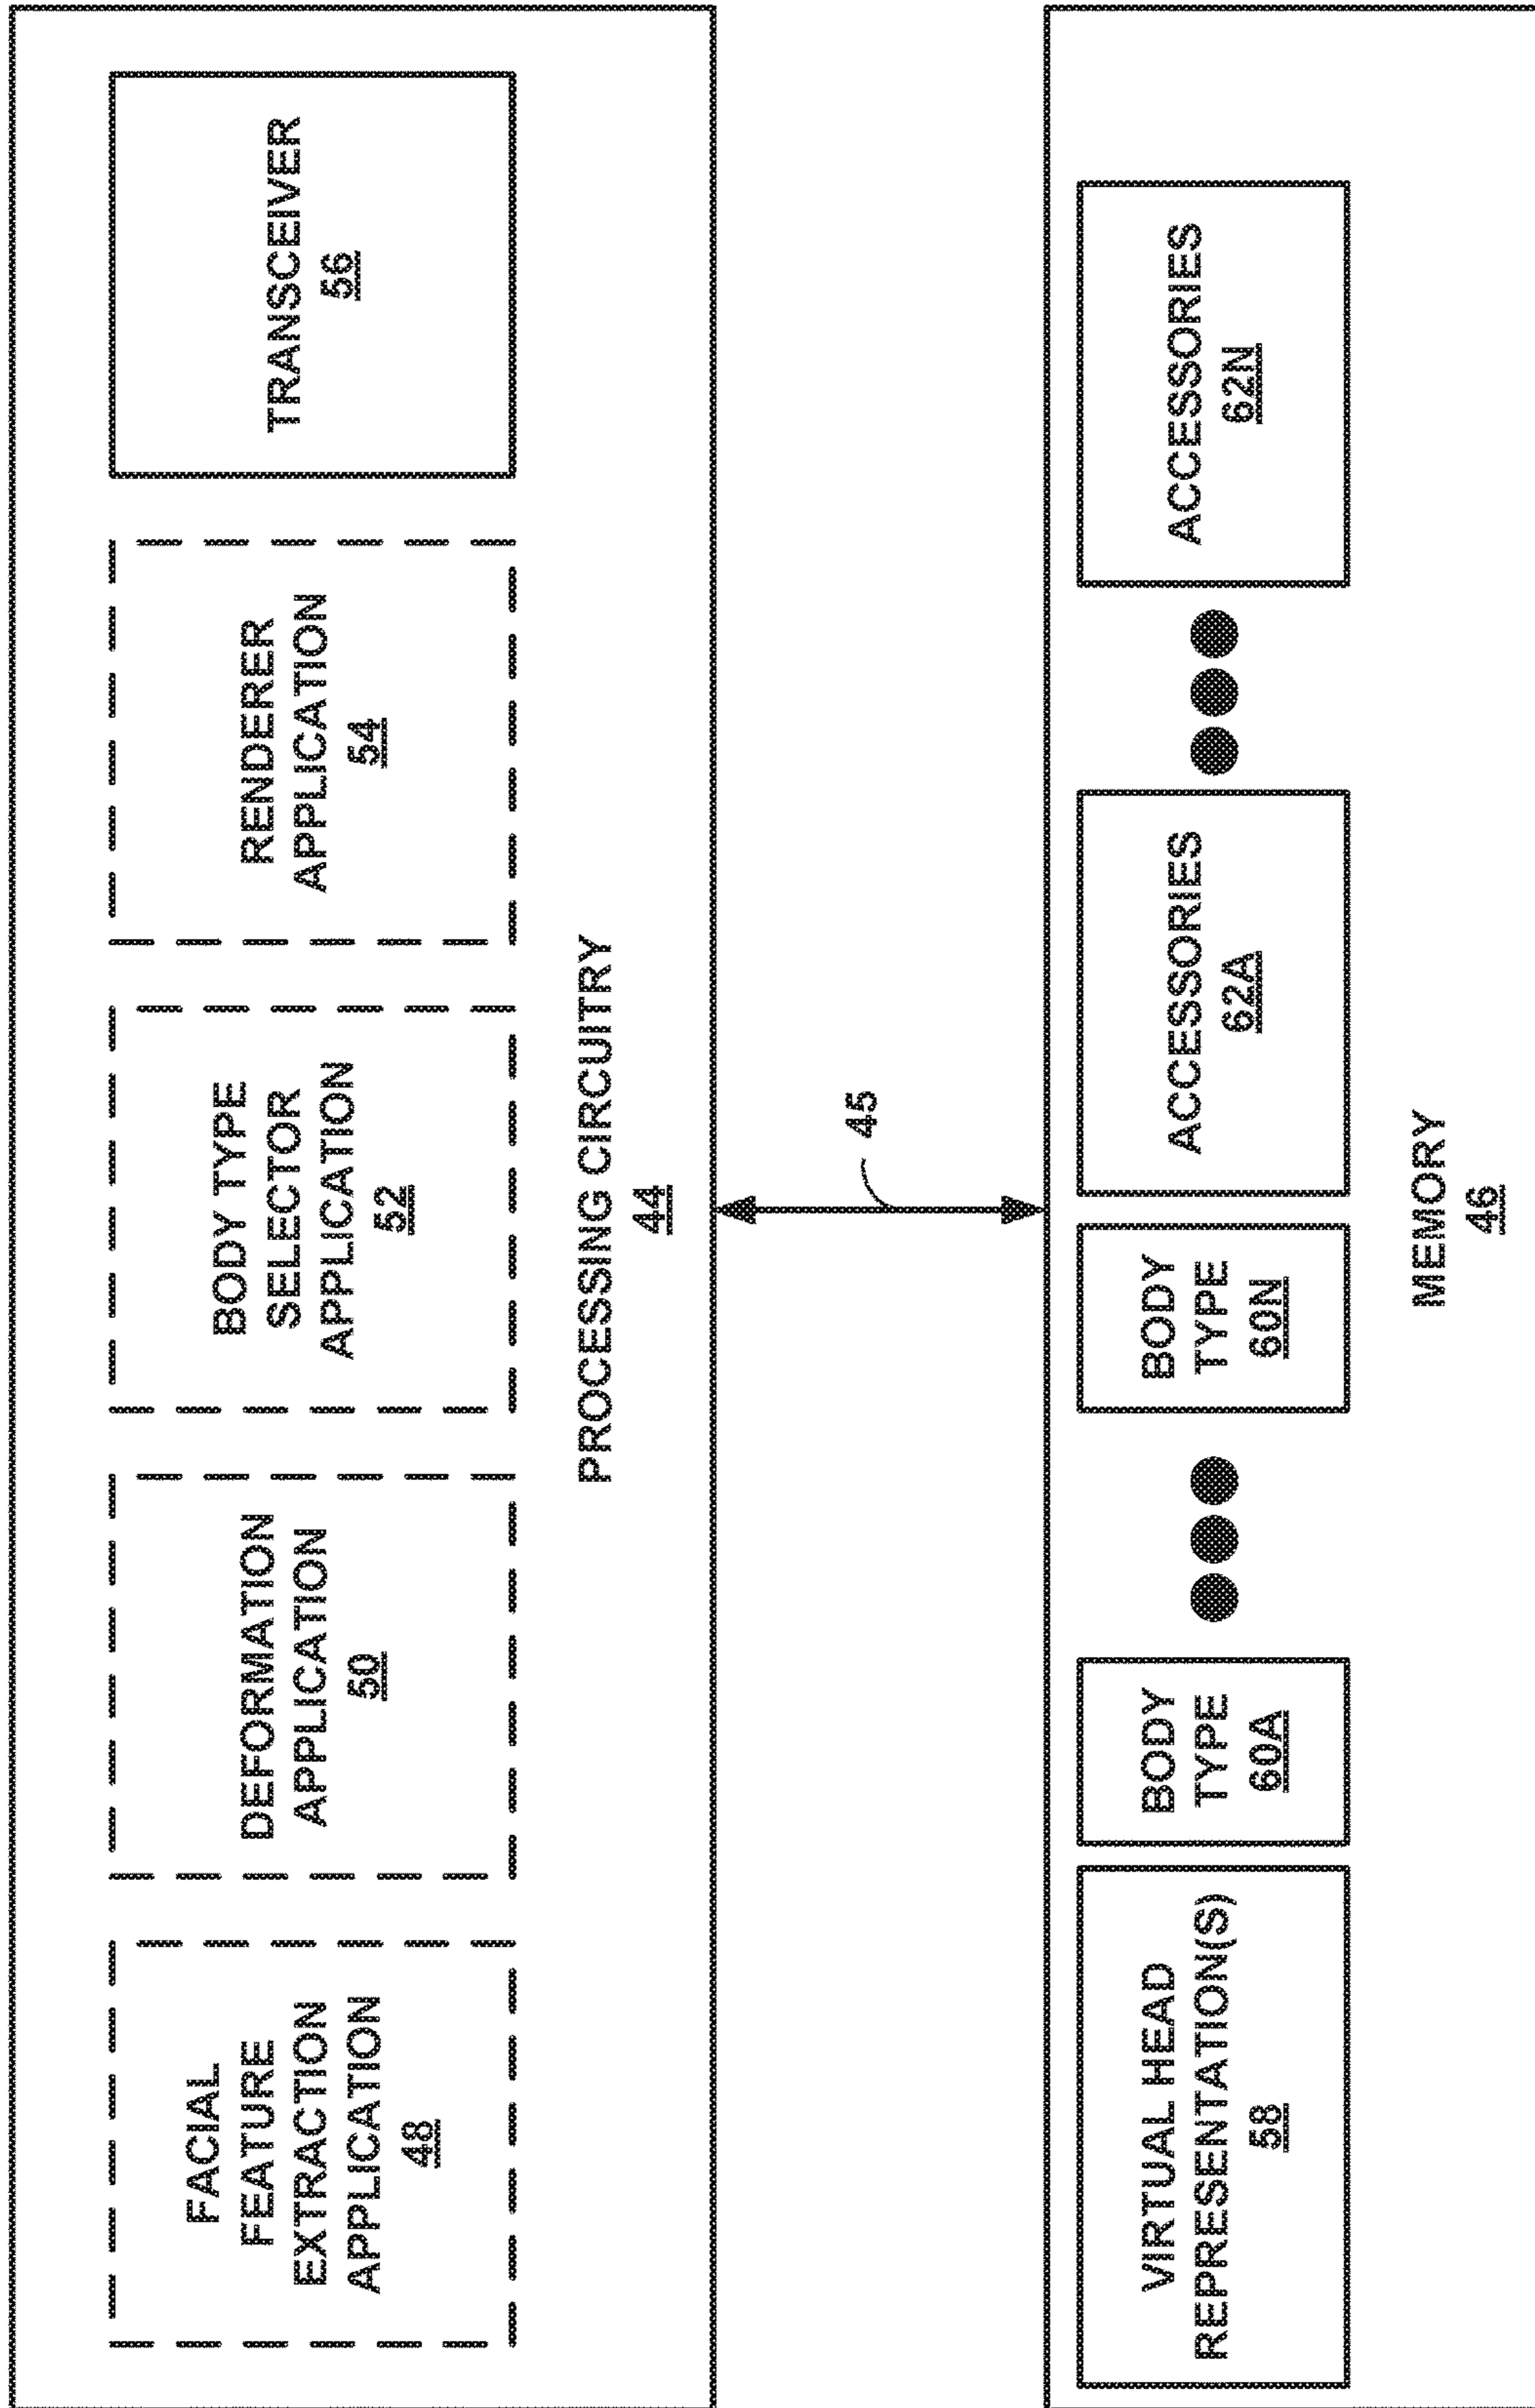 FACIAL
FEATURE
EXTRACTION
APPLICATION
48
DEFORMATION
APPLICATION
50
BODY TYPE
SELECTOR
APPLICATION
52
RENDERER
APPLICATION
54
TRANSCEIVER
56
PROCESSING CIRCUITRY
44
45
VIRTUAL HEAD
REPRESENTATION(S)
58
BODY
TYPE
60A
BODY
TYPE
60N
ACCESSORIES
62A
ACCESSORIES
62N
MEMORY
46